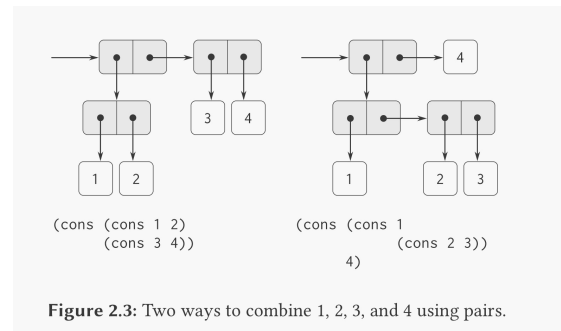 4
3 4
1 2 1 2 3
(cons (cons 1 2)
(cons 3 4))
(cons (cons 1
(cons 2 3))
4)
Figure 2.3: Two ways to combine 1, 2, 3, and 4 using pairs.